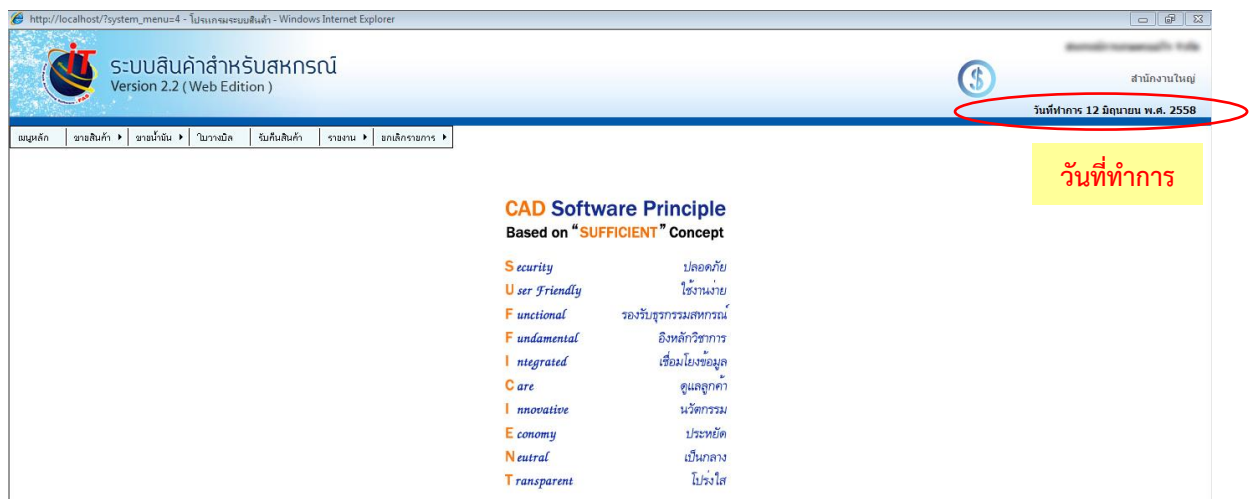 http://localhost/?system_menu=4 - โปรแกรมระบบสินค้า - Windows Internet Explorer
iT
ระบบสินค้าสำหรับสหกรณ์
Version 2.2 ( Web Edition )
$
สำนักงานใหญ่
วันที่ทำการ 12 มิถุนายน พ.ศ. 2558
เมนูหลัก ขายสินค้า ขายน้ำมัน ใบวางบิล รับคืนสินค้า รายงาน ยกเลิกรายการ
วันที่ทำการ
CAD Software Principle
Based on “SUFFICIENT” Concept
Security ปลอดภัย
User Friendly ใช้งานง่าย
Functional รองรับธุรกรรมสหกรณ์
Fundamental อิงหลักวิชาการ
Integrated เชื่อมโยงข้อมูล
Care ดูแลลูกค้า
Innovative นวัตกรรม
Economy ประหยัด
Neutral เป็นกลาง
Transparent โปร่งใส